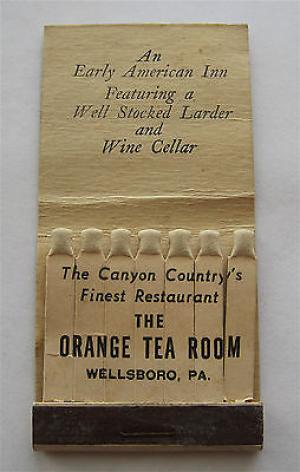 An
Early American Inn
Featuring a
Well Stocked Larder
and
Wine Cellar
The Canyon Country's
Finest Restaurant
THE
ORANGE TEA ROOM
WELLSBORO, PA.